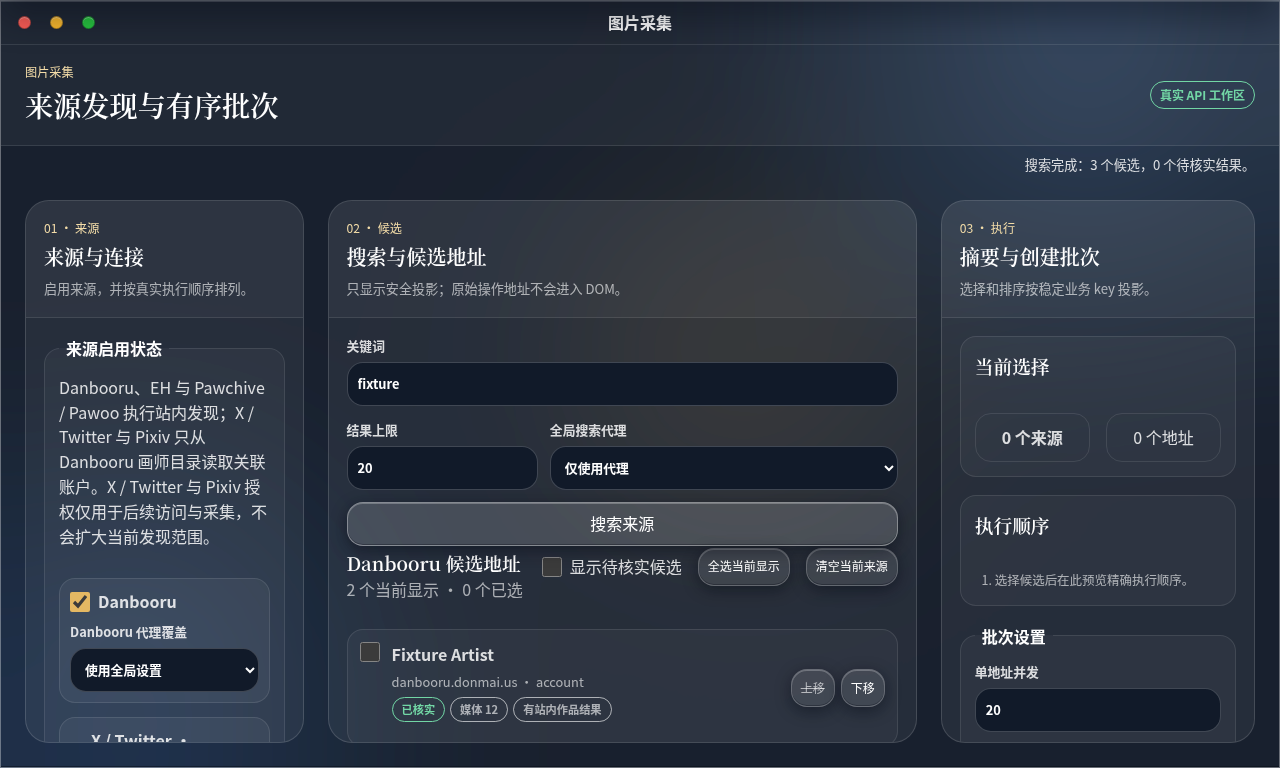 图片采集
图片采集
来源发现与有序批次
真实 API 工作区
搜索完成：3 个候选，0 个待核实结果。
01 · 来源
来源与连接
启用来源，并按真实执行顺序排列。
来源启用状态
Danbooru、EH 与 Pawchive
/ Pawoo 执行站内发现；X /
Twitter 与 Pixiv 只从
Danbooru 画师目录读取关联
账户。X / Twitter 与 Pixiv 授
权仅用于后续访问与采集，不
会扩大当前发现范围。
Danbooru
Danbooru 代理覆盖
使用全局设置
X / Twitter ·
02 · 候选
搜索与候选地址
只显示安全投影；原始操作地址不会进入 DOM。
关键词
fixture
结果上限
全局搜索代理
20
仅使用代理
搜索来源
Danbooru 候选地址
2 个当前显示 · 0 个已选
显示待核实候选
全选当前显示
清空当前来源
Fixture Artist
danbooru.donmai.us · account
已核实
媒体 12
有站内作品结果
上移
下移
03 · 执行
摘要与创建批次
选择和排序按稳定业务 key 投影。
当前选择
0 个来源
0 个地址
执行顺序
1. 选择候选后在此预览精确执行顺序。
批次设置
单地址并发
20